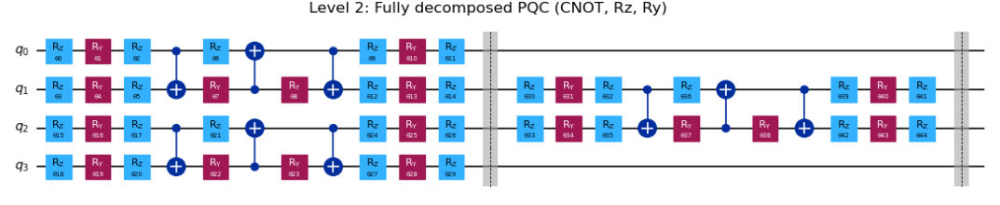 Level 2: Fully decomposed PQC (CNOT, Rz, Ry)
q0 RZ θ0 RY θ1 RZ θ2 RZ θ6 RZ θ9 RY θ10 RZ θ11
q1 RZ θ3 RY θ4 RZ θ5 RY θ7 RY θ8 RZ θ12 RY θ13 RZ θ14 RZ θ30 RY θ31 RZ θ32 RZ θ36 RZ θ39 RY θ40 RZ θ41
q2 RZ θ15 RY θ16 RZ θ17 RZ θ21 RZ θ24 RY θ25 RZ θ26 RZ θ33 RY θ34 RZ θ35 RY θ37 RY θ38 RZ θ42 RY θ43 RZ θ44
q3 RZ θ18 RY θ19 RZ θ20 RY θ22 RY θ23 RZ θ27 RY θ28 RZ θ29